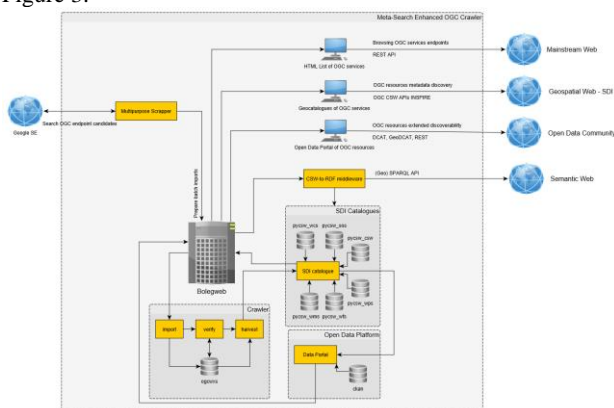 Figure 5.
Meta-Search Enhanced OGC Crawler
Browsing OGC services endpoints
REST API
HTML List of OGC services
Mainstream Web
OGC resources metadata discovery
OGC CSW APIs INSPIRE
Geocatalogues of OGC services
Geospatial Web - SDI
Multipurpose Scrapper
Search OGC endpoint candidates
Google SE
OGC resources extended discoverability
DCAT, GeoDCAT, REST
Open Data Portal of OGC resources
Open Data Community
Prepare batch imports
CSW-to-RDF middleware
(Geo) SPARQL API
Semantic Web
SDI Catalogues
pycsw_wcs
pycsw_csw
SDI catalogue
pycsw_wps
pycsw_wms
pycsw_wfs
Bolegweb
Crawler
import
verify
harvest
Open Data Platform
Data Portal
ckan